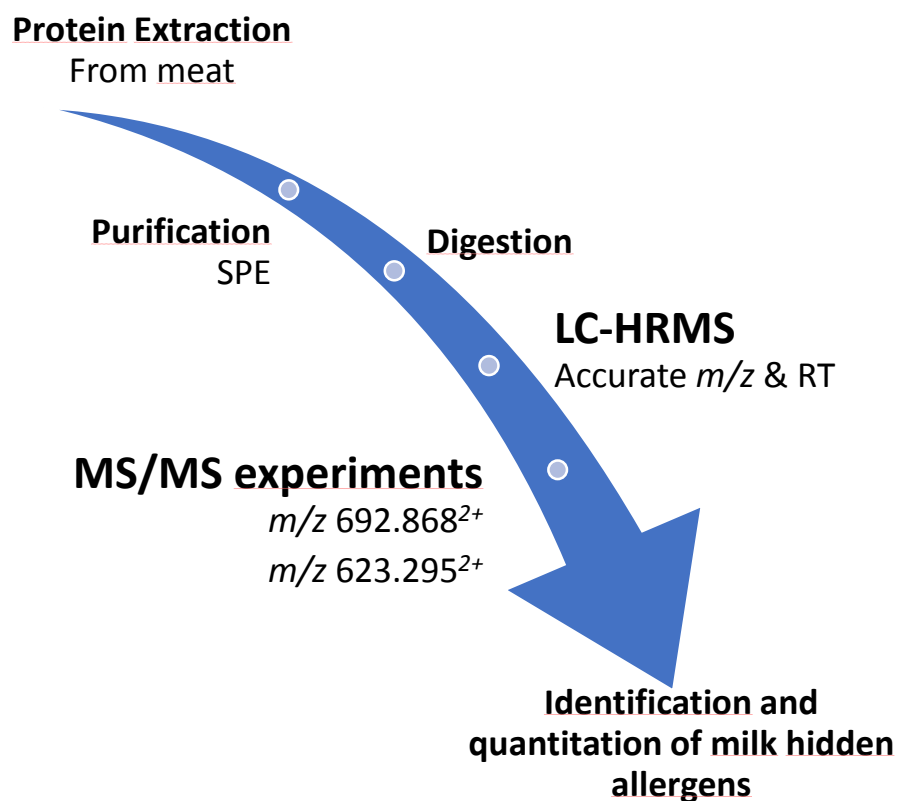 Protein Extraction
From meat
Purification
SPE
Digestion
LC-HRMS
Accurate m/z & RT
MS/MS experiments
m/z 692.868²⁺
m/z 623.295²⁺
Identification and
quantitation of milk hidden
allergens